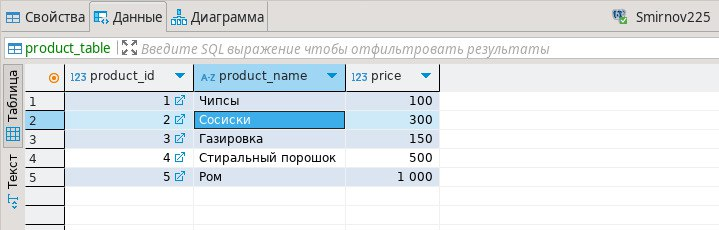 Свойства Данные Диаграмма Smirnov225
product_table Введите SQL выражение чтобы отфильтровать результаты
123 product_id A-Z product_name 123 price
1 1 Чипсы 100
2 2 Сосиски 300
3 3 Газировка 150
4 4 Стиральный порошок 500
5 5 Ром 1 000
Таблица
Текст